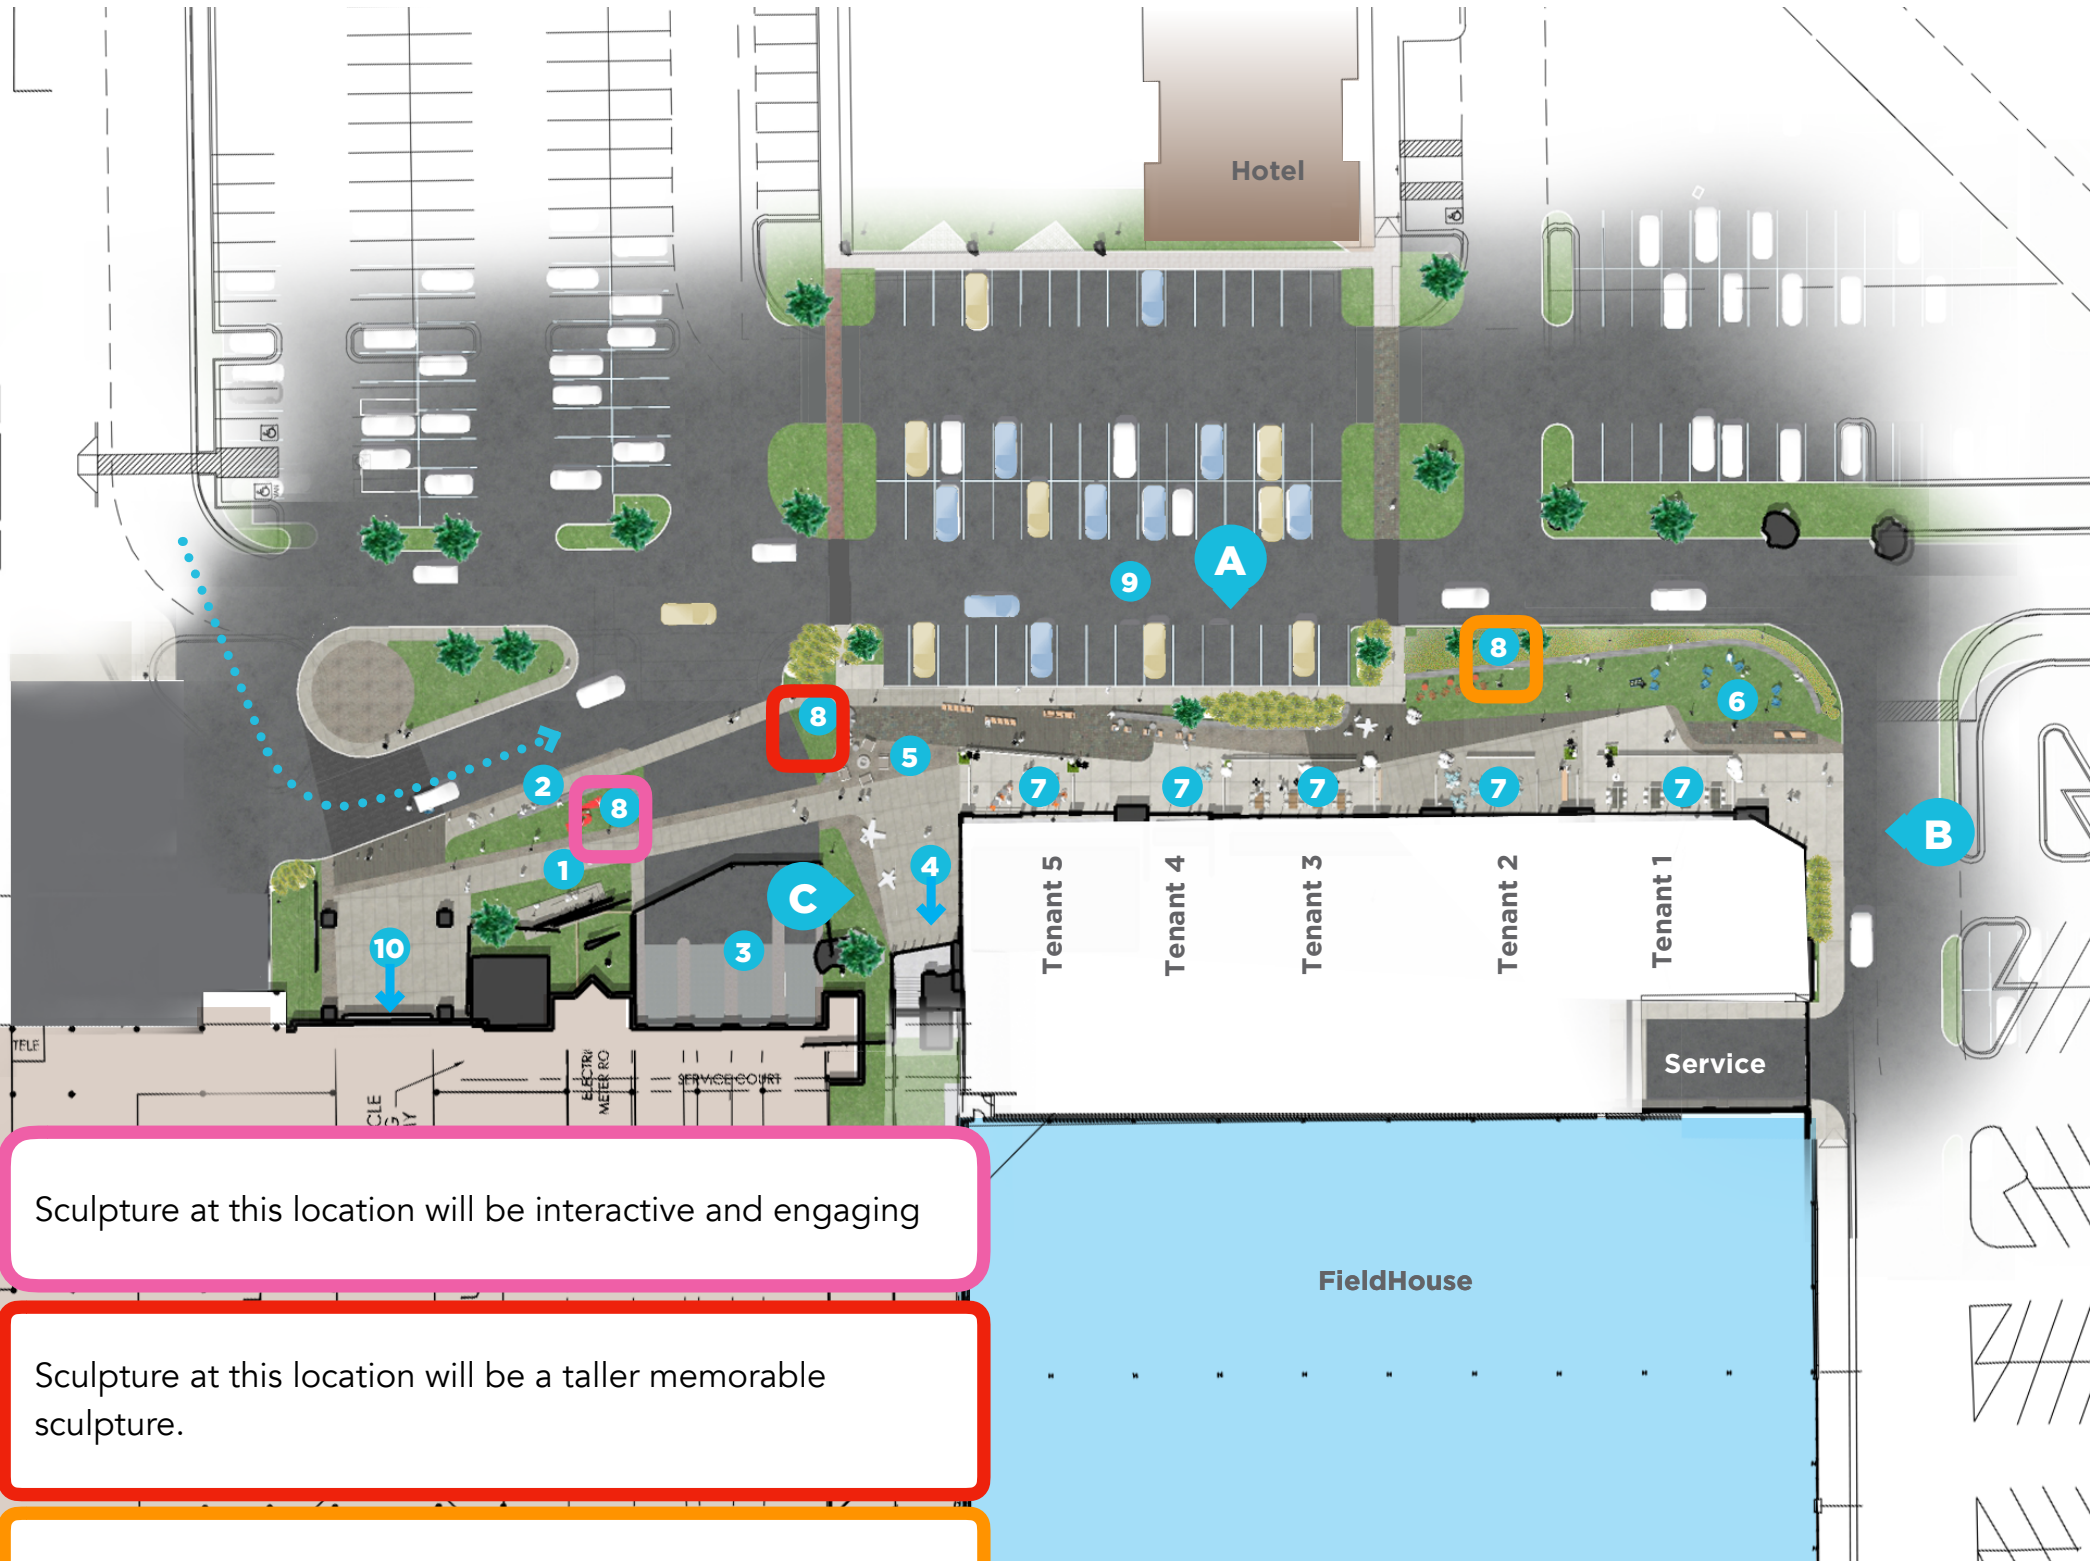 Hotel
A
9
8
8
6
5
2
8
7
7
7
7
7
B
1
4
C
Tenant 5
Tenant 4
Tenant 3
Tenant 2
Tenant 1
10
3
TELE
SERVICE COURT
METER RO
Service
Sculpture at this location will be interactive and engaging
FieldHouse
Sculpture at this location will be a taller memorable
sculpture.